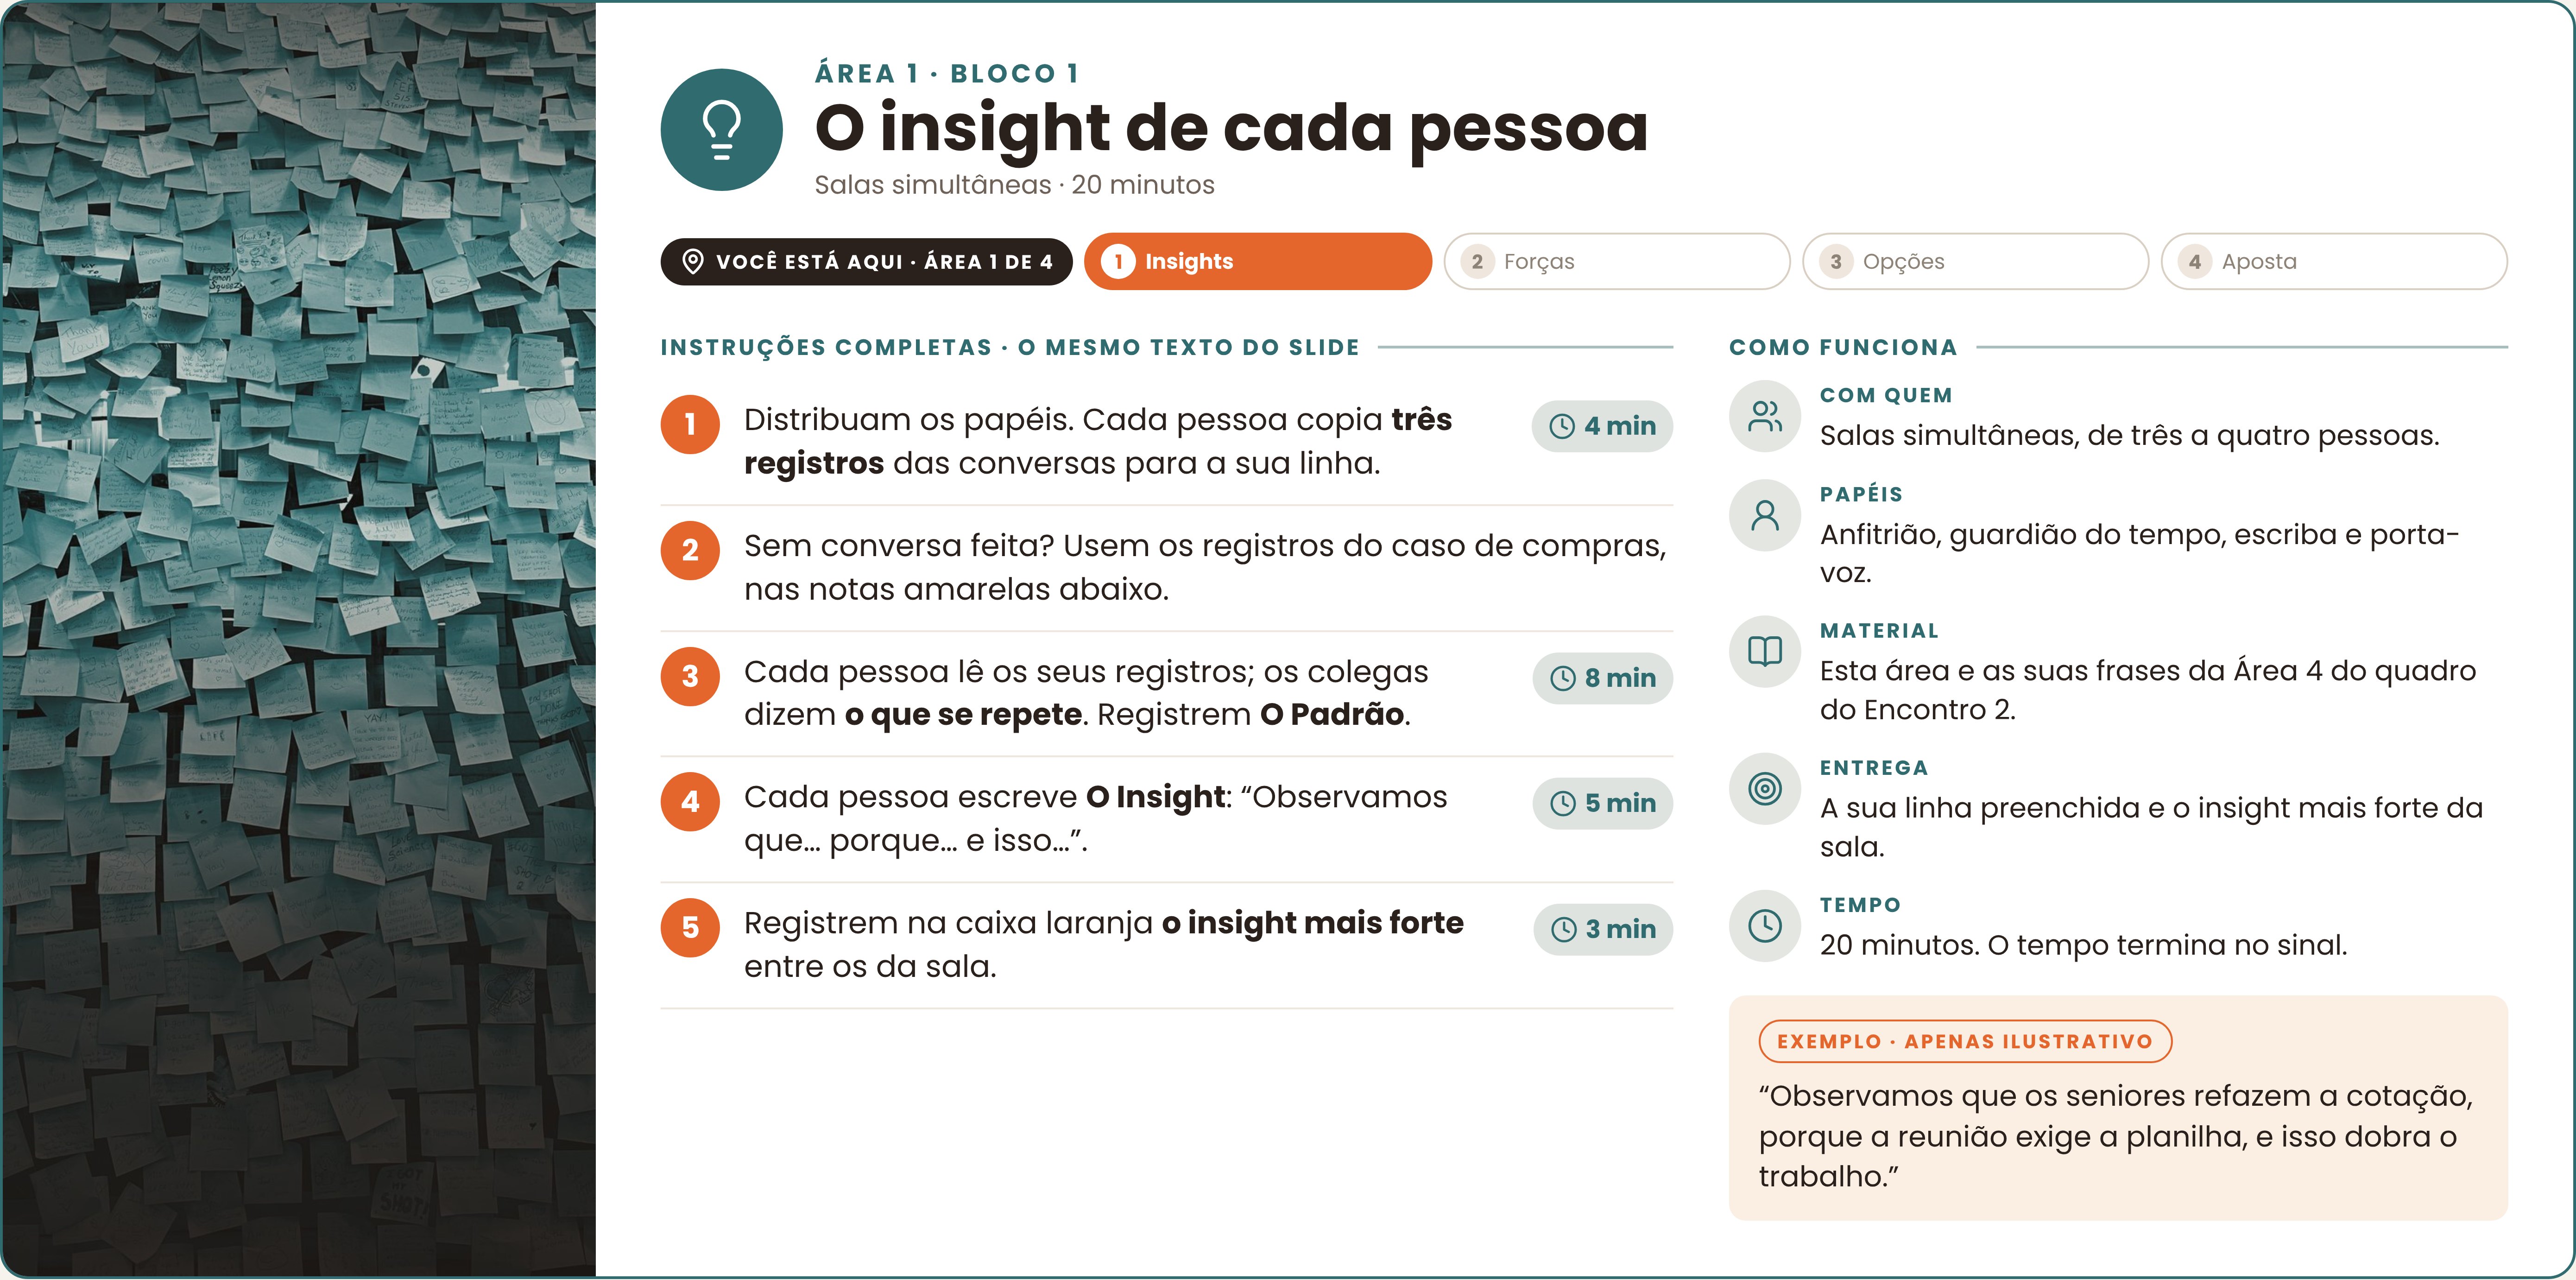 ÁREA 1 · BLOCO 1
O insight de cada pessoa
Salas simultâneas · 20 minutos
VOCÊ ESTÁ AQUI · ÁREA 1 DE 4
1 Insights
2 Forças
3 Opções
4 Aposta
INSTRUÇÕES COMPLETAS · O MESMO TEXTO DO SLIDE
1 Distribuam os papéis. Cada pessoa copia três
registros das conversas para a sua linha.
4 min
2 Sem conversa feita? Usem os registros do caso de compras,
nas notas amarelas abaixo.
3 Cada pessoa lê os seus registros; os colegas
dizem o que se repete. Registrem O Padrão.
8 min
4 Cada pessoa escreve O Insight: “Observamos
que... porque... e isso...”.
5 min
5 Registrem na caixa laranja o insight mais forte
entre os da sala.
3 min
COMO FUNCIONA
COM QUEM
Salas simultâneas, de três a quatro pessoas.
PAPÉIS
Anfitrião, guardião do tempo, escriba e porta-
voz.
MATERIAL
Esta área e as suas frases da Área 4 do quadro
do Encontro 2.
ENTREGA
A sua linha preenchida e o insight mais forte da
sala.
TEMPO
20 minutos. O tempo termina no sinal.
EXEMPLO · APENAS ILUSTRATIVO
“Observamos que os seniores refazem a cotação,
porque a reunião exige a planilha, e isso dobra o
trabalho.”